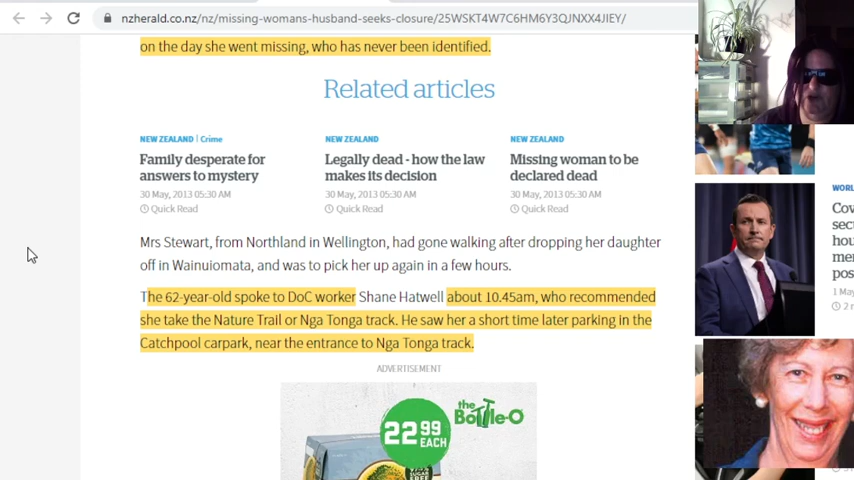 nzherald.co.nz/nz/missing-womans-husband-seeks-closure/25WSKT4W7C6HM6Y3QJNXX4JIEY/
on the day she went missing, who has never been identified.
Related articles
NEW ZEALAND | Crime
Family desperate for
answers to mystery
30 May, 2013 05:30 AM
Quick Read
NEW ZEALAND
Legally dead - how the law
makes its decision
30 May, 2013 05:30 AM
Quick Read
NEW ZEALAND
Missing woman to be
declared dead
30 May, 2013 05:30 AM
Quick Read
Mrs Stewart, from Northland in Wellington, had gone walking after dropping her daughter
off in Wainuiomata, and was to pick her up again in a few hours.
The 62-year-old spoke to DoC worker Shane Hatwell about 10.45am, who recommended
she take the Nature Trail or Nga Tonga track. He saw her a short time later parking in the
Catchpool carpark, near the entrance to Nga Tonga track.
ADVERTISEMENT
22.99
EACH
the
BottLe-O
SUGAR
FREE
WORL
Cov
sec
hou
me
pos
1 May
2 r